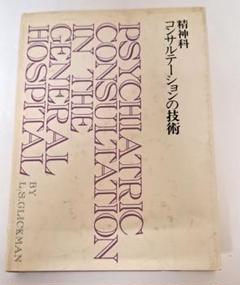 精神科
コンサルテーションの技術
PSYCHIATRIC
CONSULTATION
IN THE
GENERAL
HOSPITAL
BY
L.S.GLICKMAN